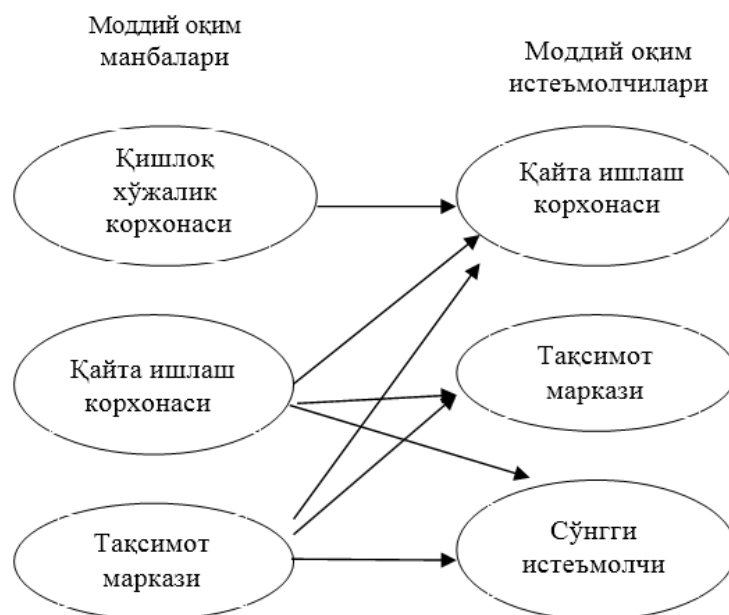 Моддий оқим
манбалари
Моддий оқим
истеъмолчилари
Қишлоқ
хўжалик
корхонаси
Қайта ишлаш
корхонаси
Қайта ишлаш
корхонаси
Тақсимот
маркази
Тақсимот
маркази
Сўнгги
истеъмолчи